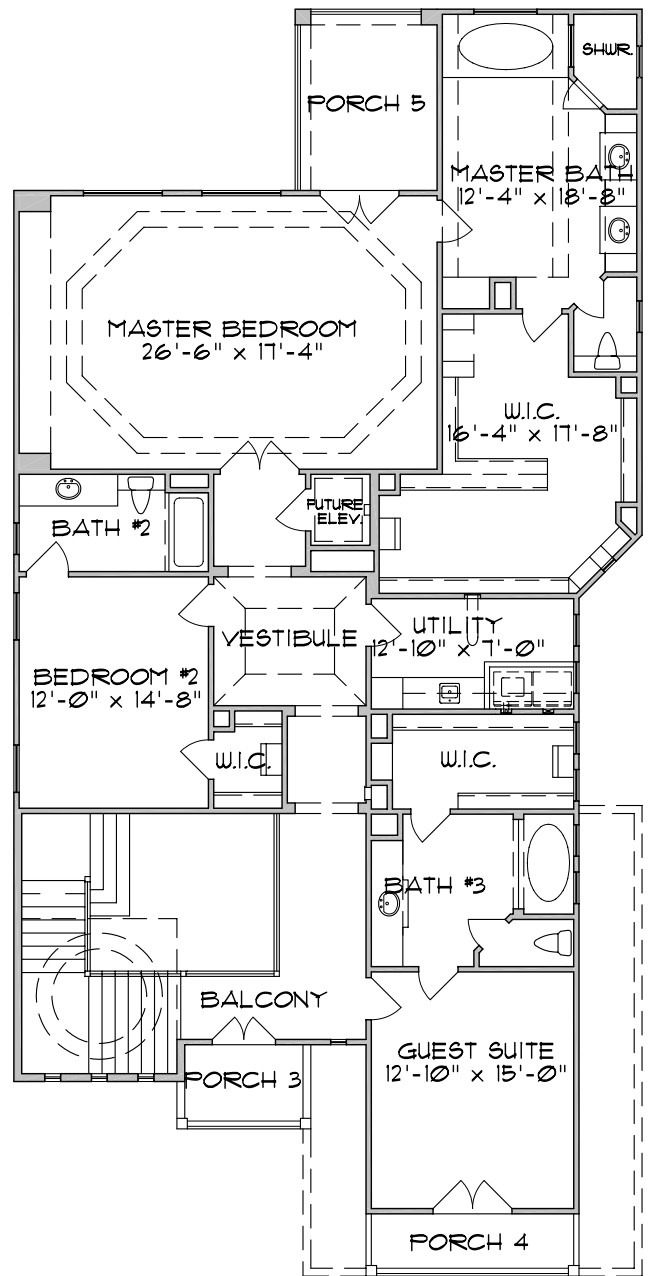 SHWR.
PORCH 5
MASTER BATH
12'-4" x 18'-8"
MASTER BEDROOM
26'-6" x 17'-4"
W.I.C.
16'-4" x 17'-8"
FUTURE
ELEV.
BATH #2
VESTIBULE
UTILITY
12'-10" x 7'-0"
BEDROOM #2
12'-0" x 14'-8"
W.I.C.
W.I.C.
BATH #3
BALCONY
GUEST SUITE
12'-10" x 15'-0"
PORCH 3
PORCH 4